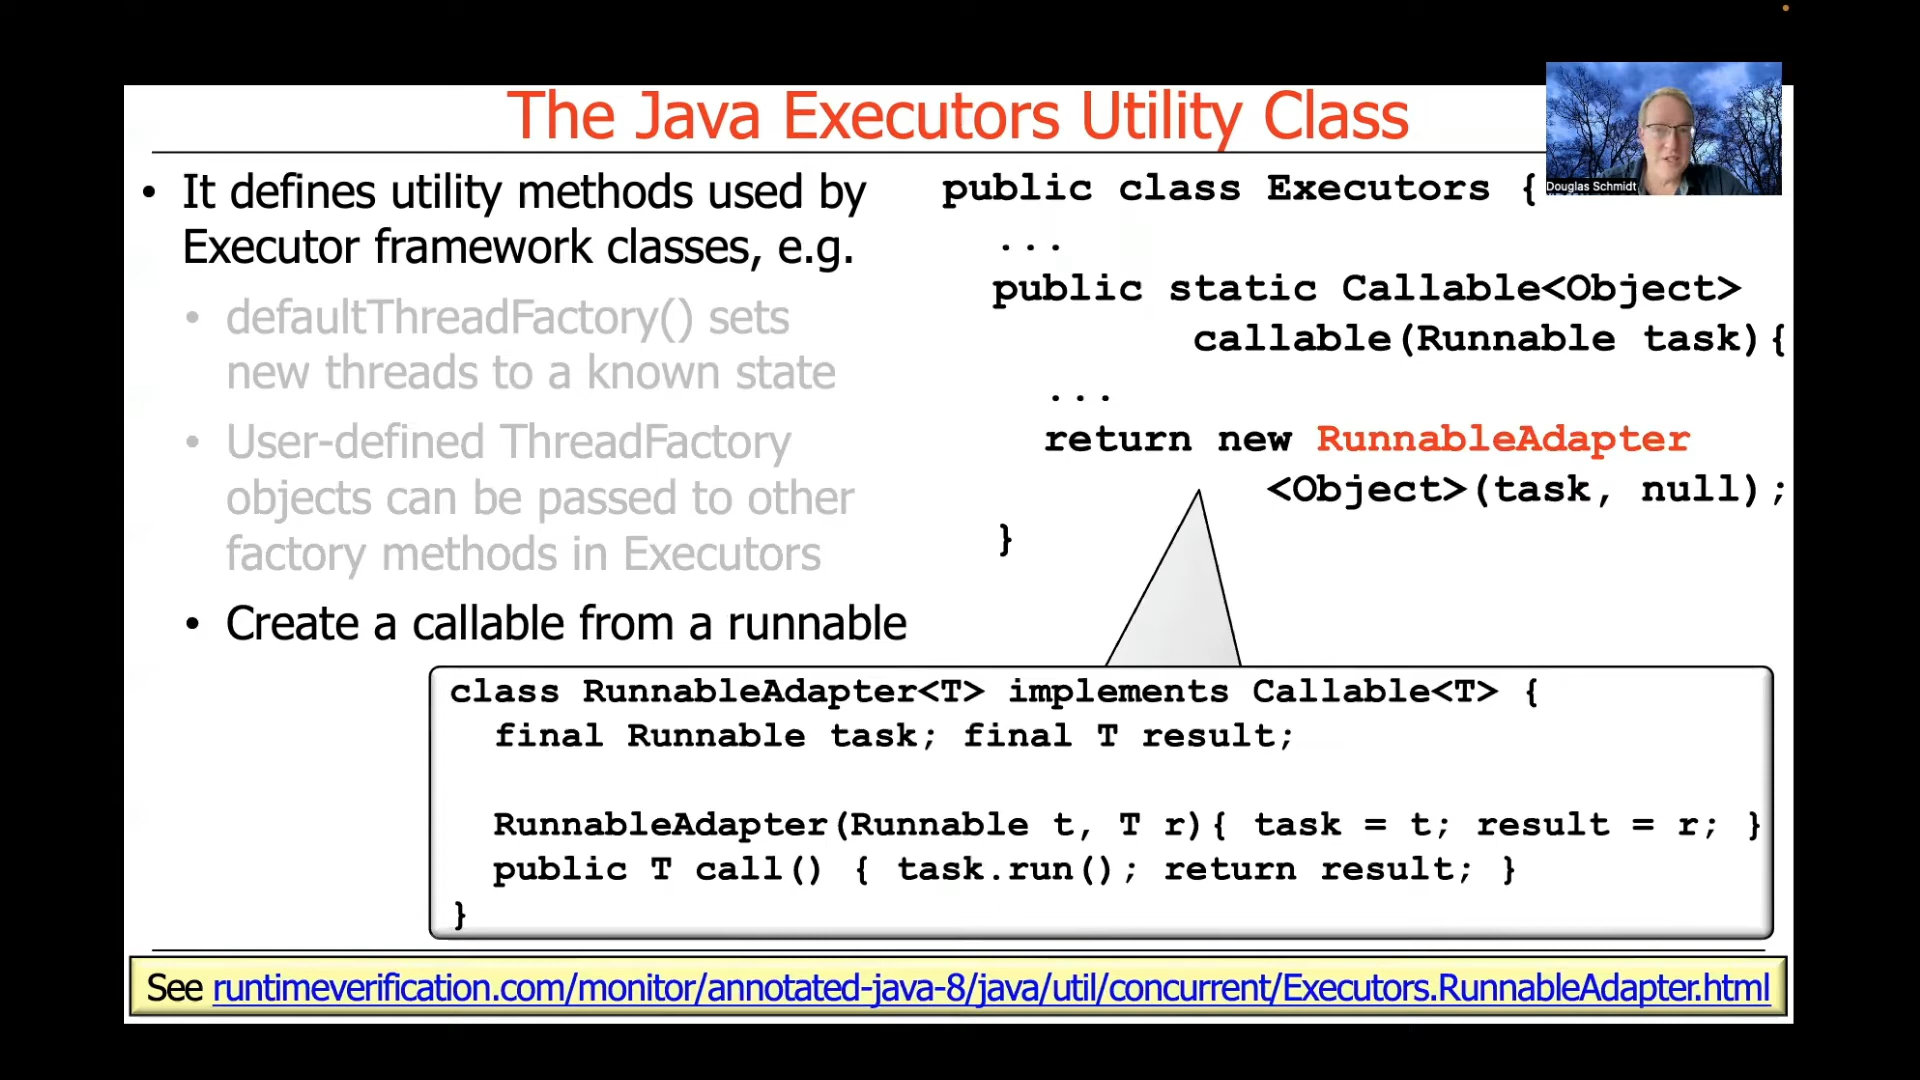 The Java Executors Utility Class
Douglas Schmidt
• It defines utility methods used by
Executor framework classes, e.g.
• defaultThreadFactory() sets
new threads to a known state
• User-defined ThreadFactory
objects can be passed to other
factory methods in Executors
• Create a callable from a runnable
public class Executors {
...
public static Callable<Object>
callable(Runnable task){
...
return new RunnableAdapter
<Object>(task, null);
}
class RunnableAdapter<T> implements Callable<T> {
final Runnable task; final T result;
RunnableAdapter(Runnable t, T r){ task = t; result = r; }
public T call() { task.run(); return result; }
}
See runtimeverification.com/monitor/annotated-java-8/java/util/concurrent/Executors.RunnableAdapter.html